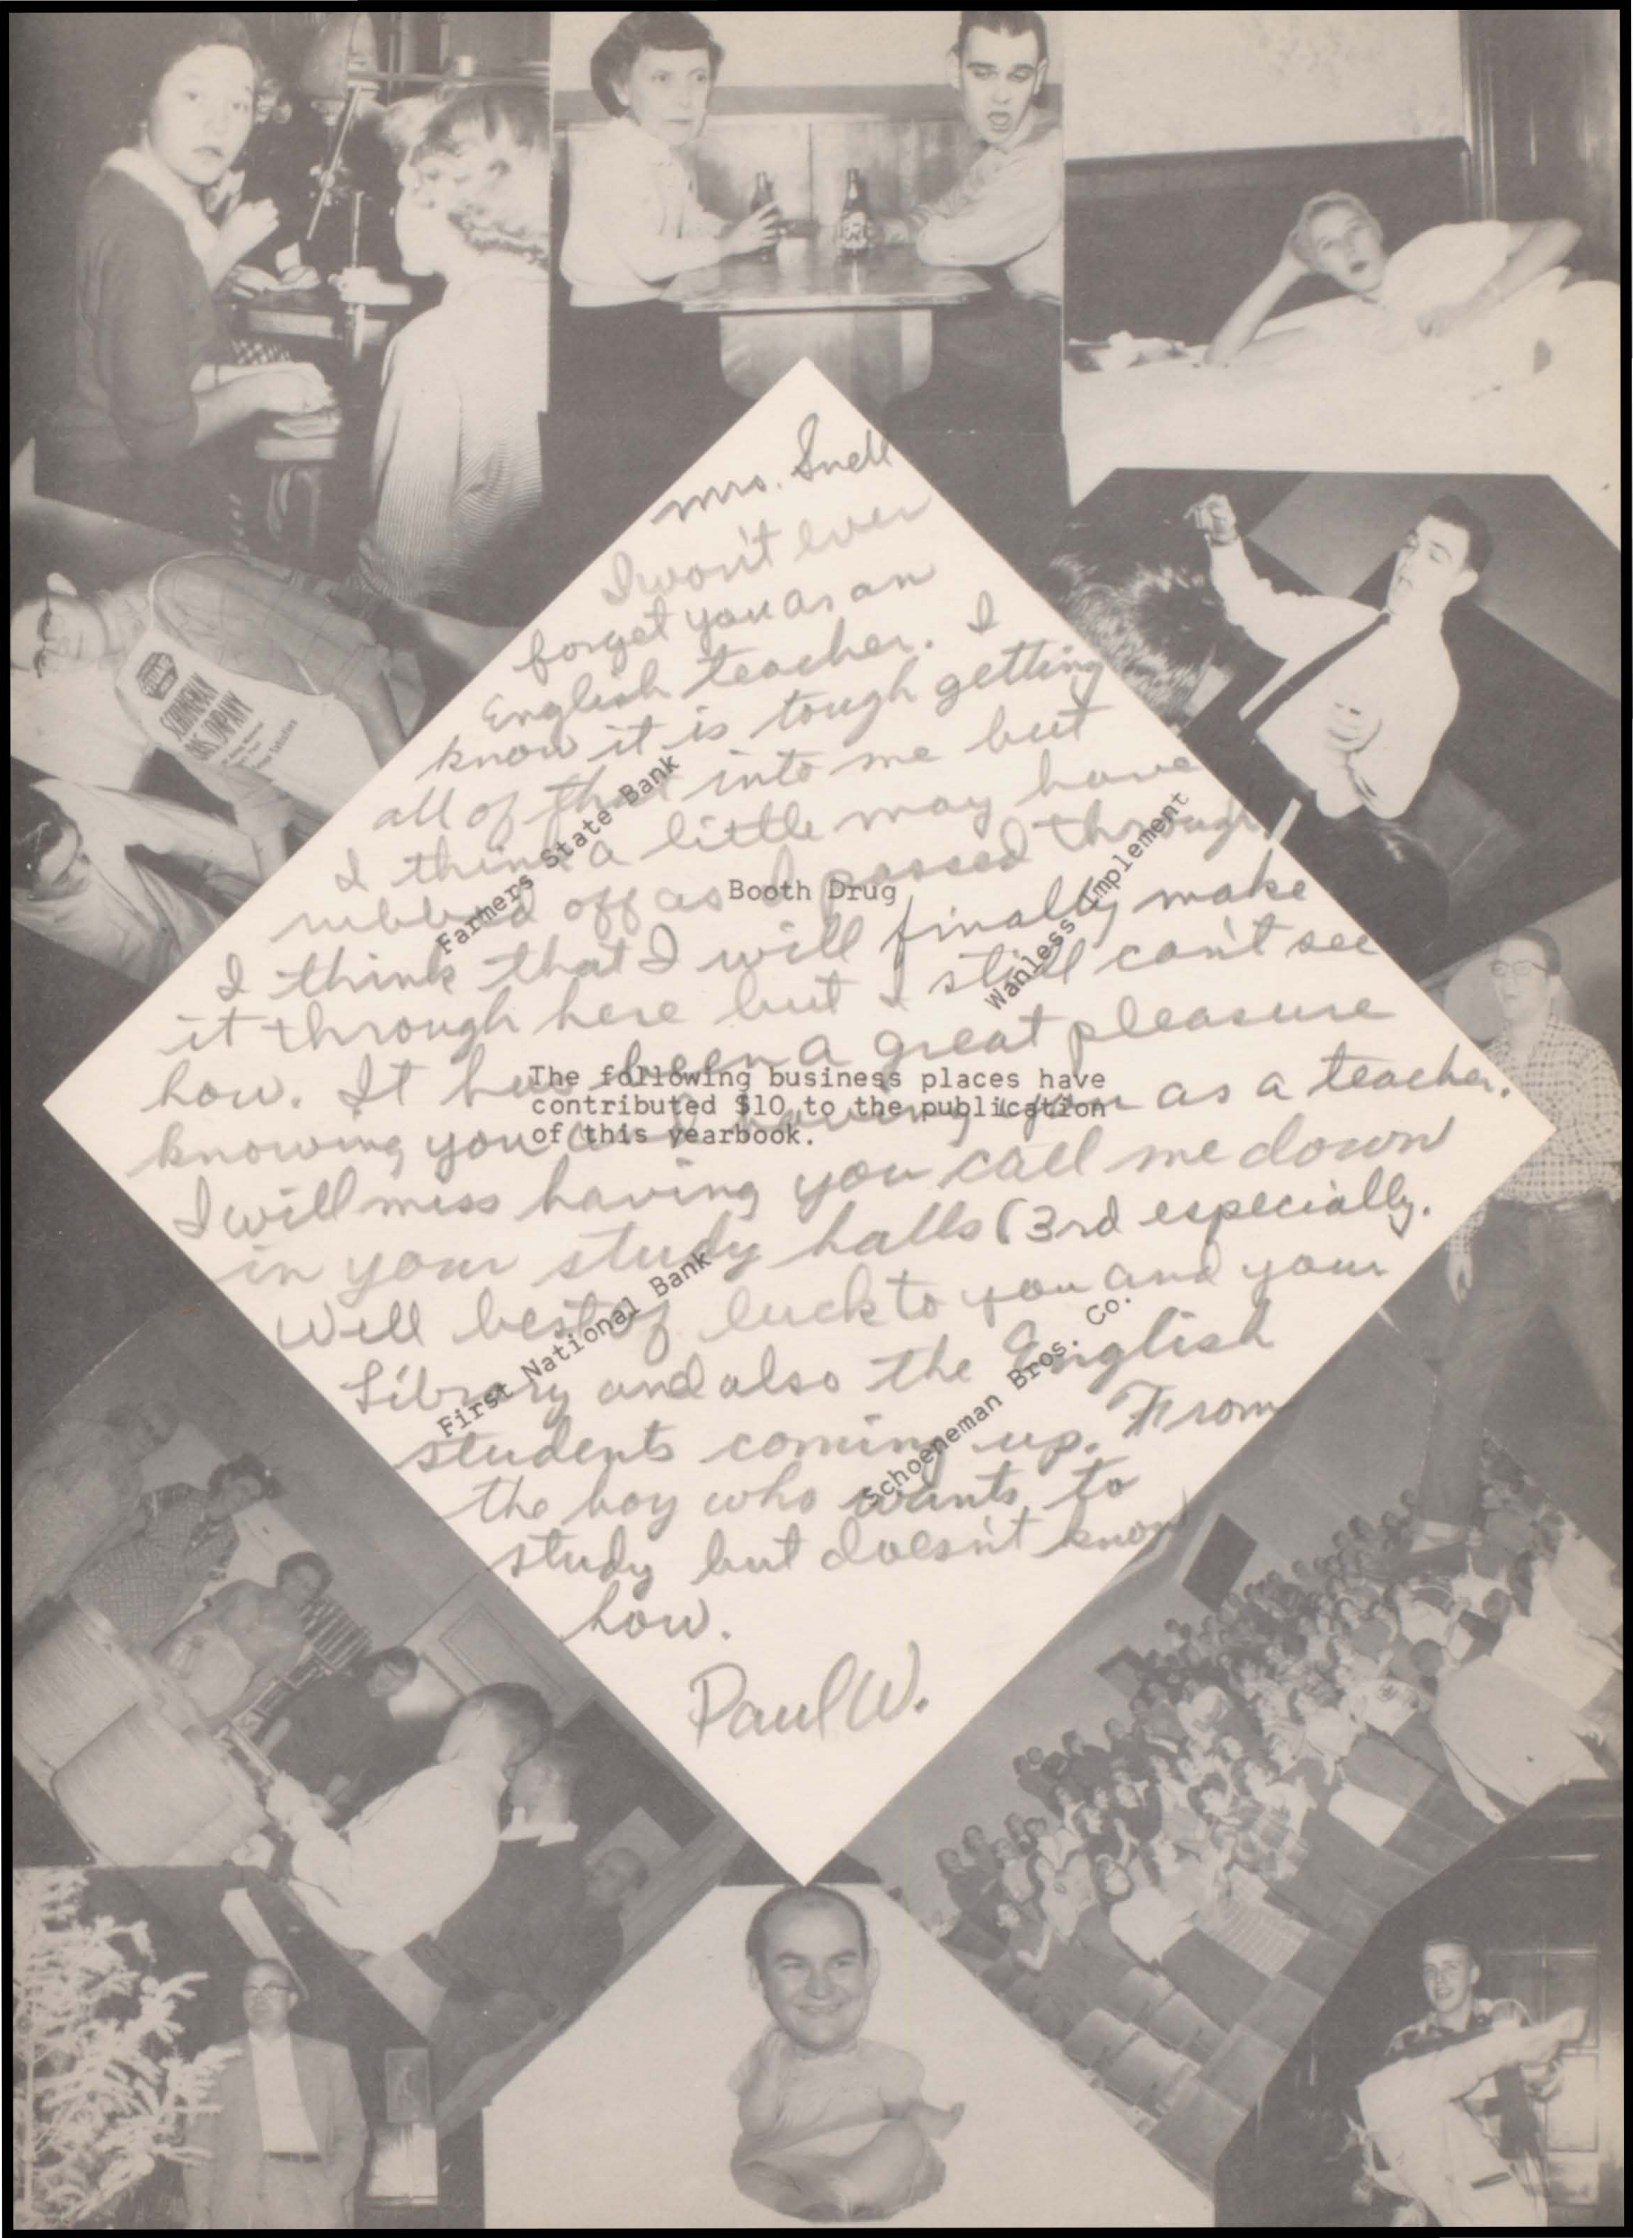 Mrs. Snell
I won't ever
forget you as an
English teacher. I
know it is tough getting
all of that into me but
I think a little may have
rubbed off as I passed through
I think that I will finally make
it through here but I still can't see
how. It has been a great pleasure
knowing you and having you as a teacher.
I will miss having you call me down
in your study halls (3rd especially.
Well best of luck to you and your
Library and also the English
students coming up. From
the boy who wants to
study but doesn't know
how.
Paul W.
Farmers State Bank
Booth Drug
Wanless Implement
The following business places have
contributed $10 to the publication
of this yearbook.
First National Bank
Schoeneman Bros. Co.
SCHUNEMAN
COMPANY